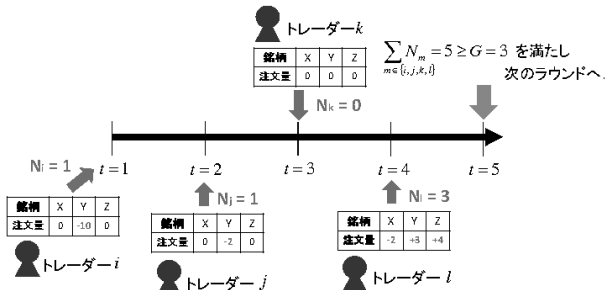 トレーダーk
銘柄 X Y Z
注文量 0 0 0
∑ N_m = 5 ≥ G = 3 を満たし
m∈{i,j,k,l}
次のラウンドへ.
N_k = 0
N_i = 1
t=1 t=2 t=3 t=4 t=5
N_j = 1
N_l = 3
銘柄 X Y Z
注文量 0 -10 0
トレーダー i
銘柄 X Y Z
注文量 0 -2 0
トレーダー j
銘柄 X Y Z
注文量 -2 +3 +4
トレーダー l